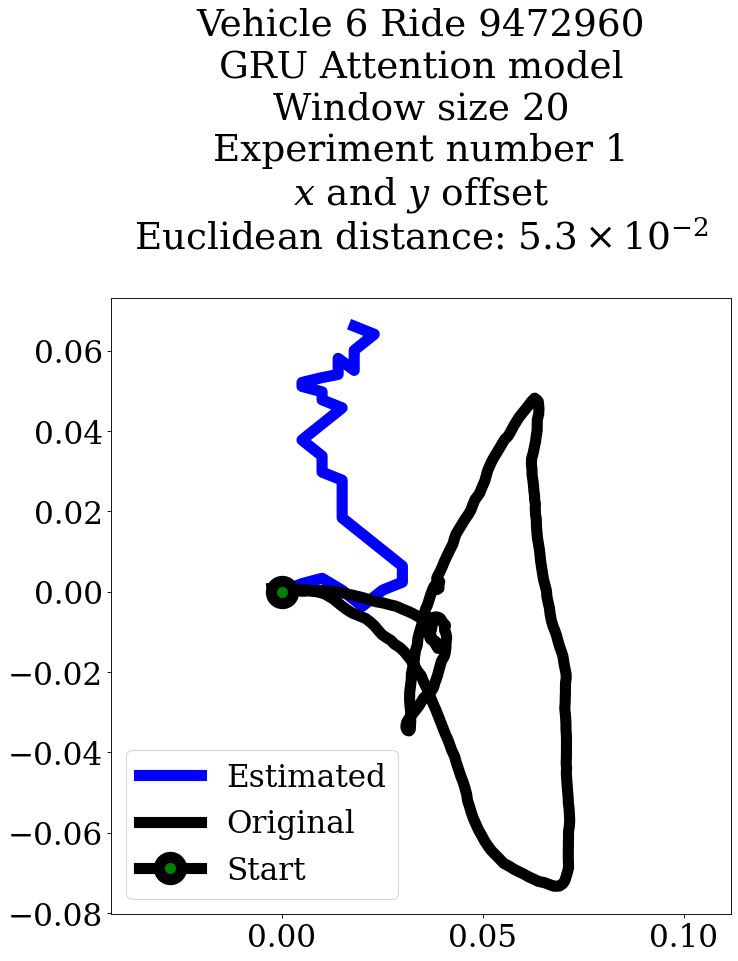 Vehicle 6 Ride 9472960
GRU Attention model
Window size 20
Experiment number 1
x and y offset
Euclidean distance: 5.3 × 10⁻²
0.06
0.04
0.02
0.00
−0.02
−0.04
−0.06
−0.08
Estimated
Original
Start
0.00 0.05 0.10